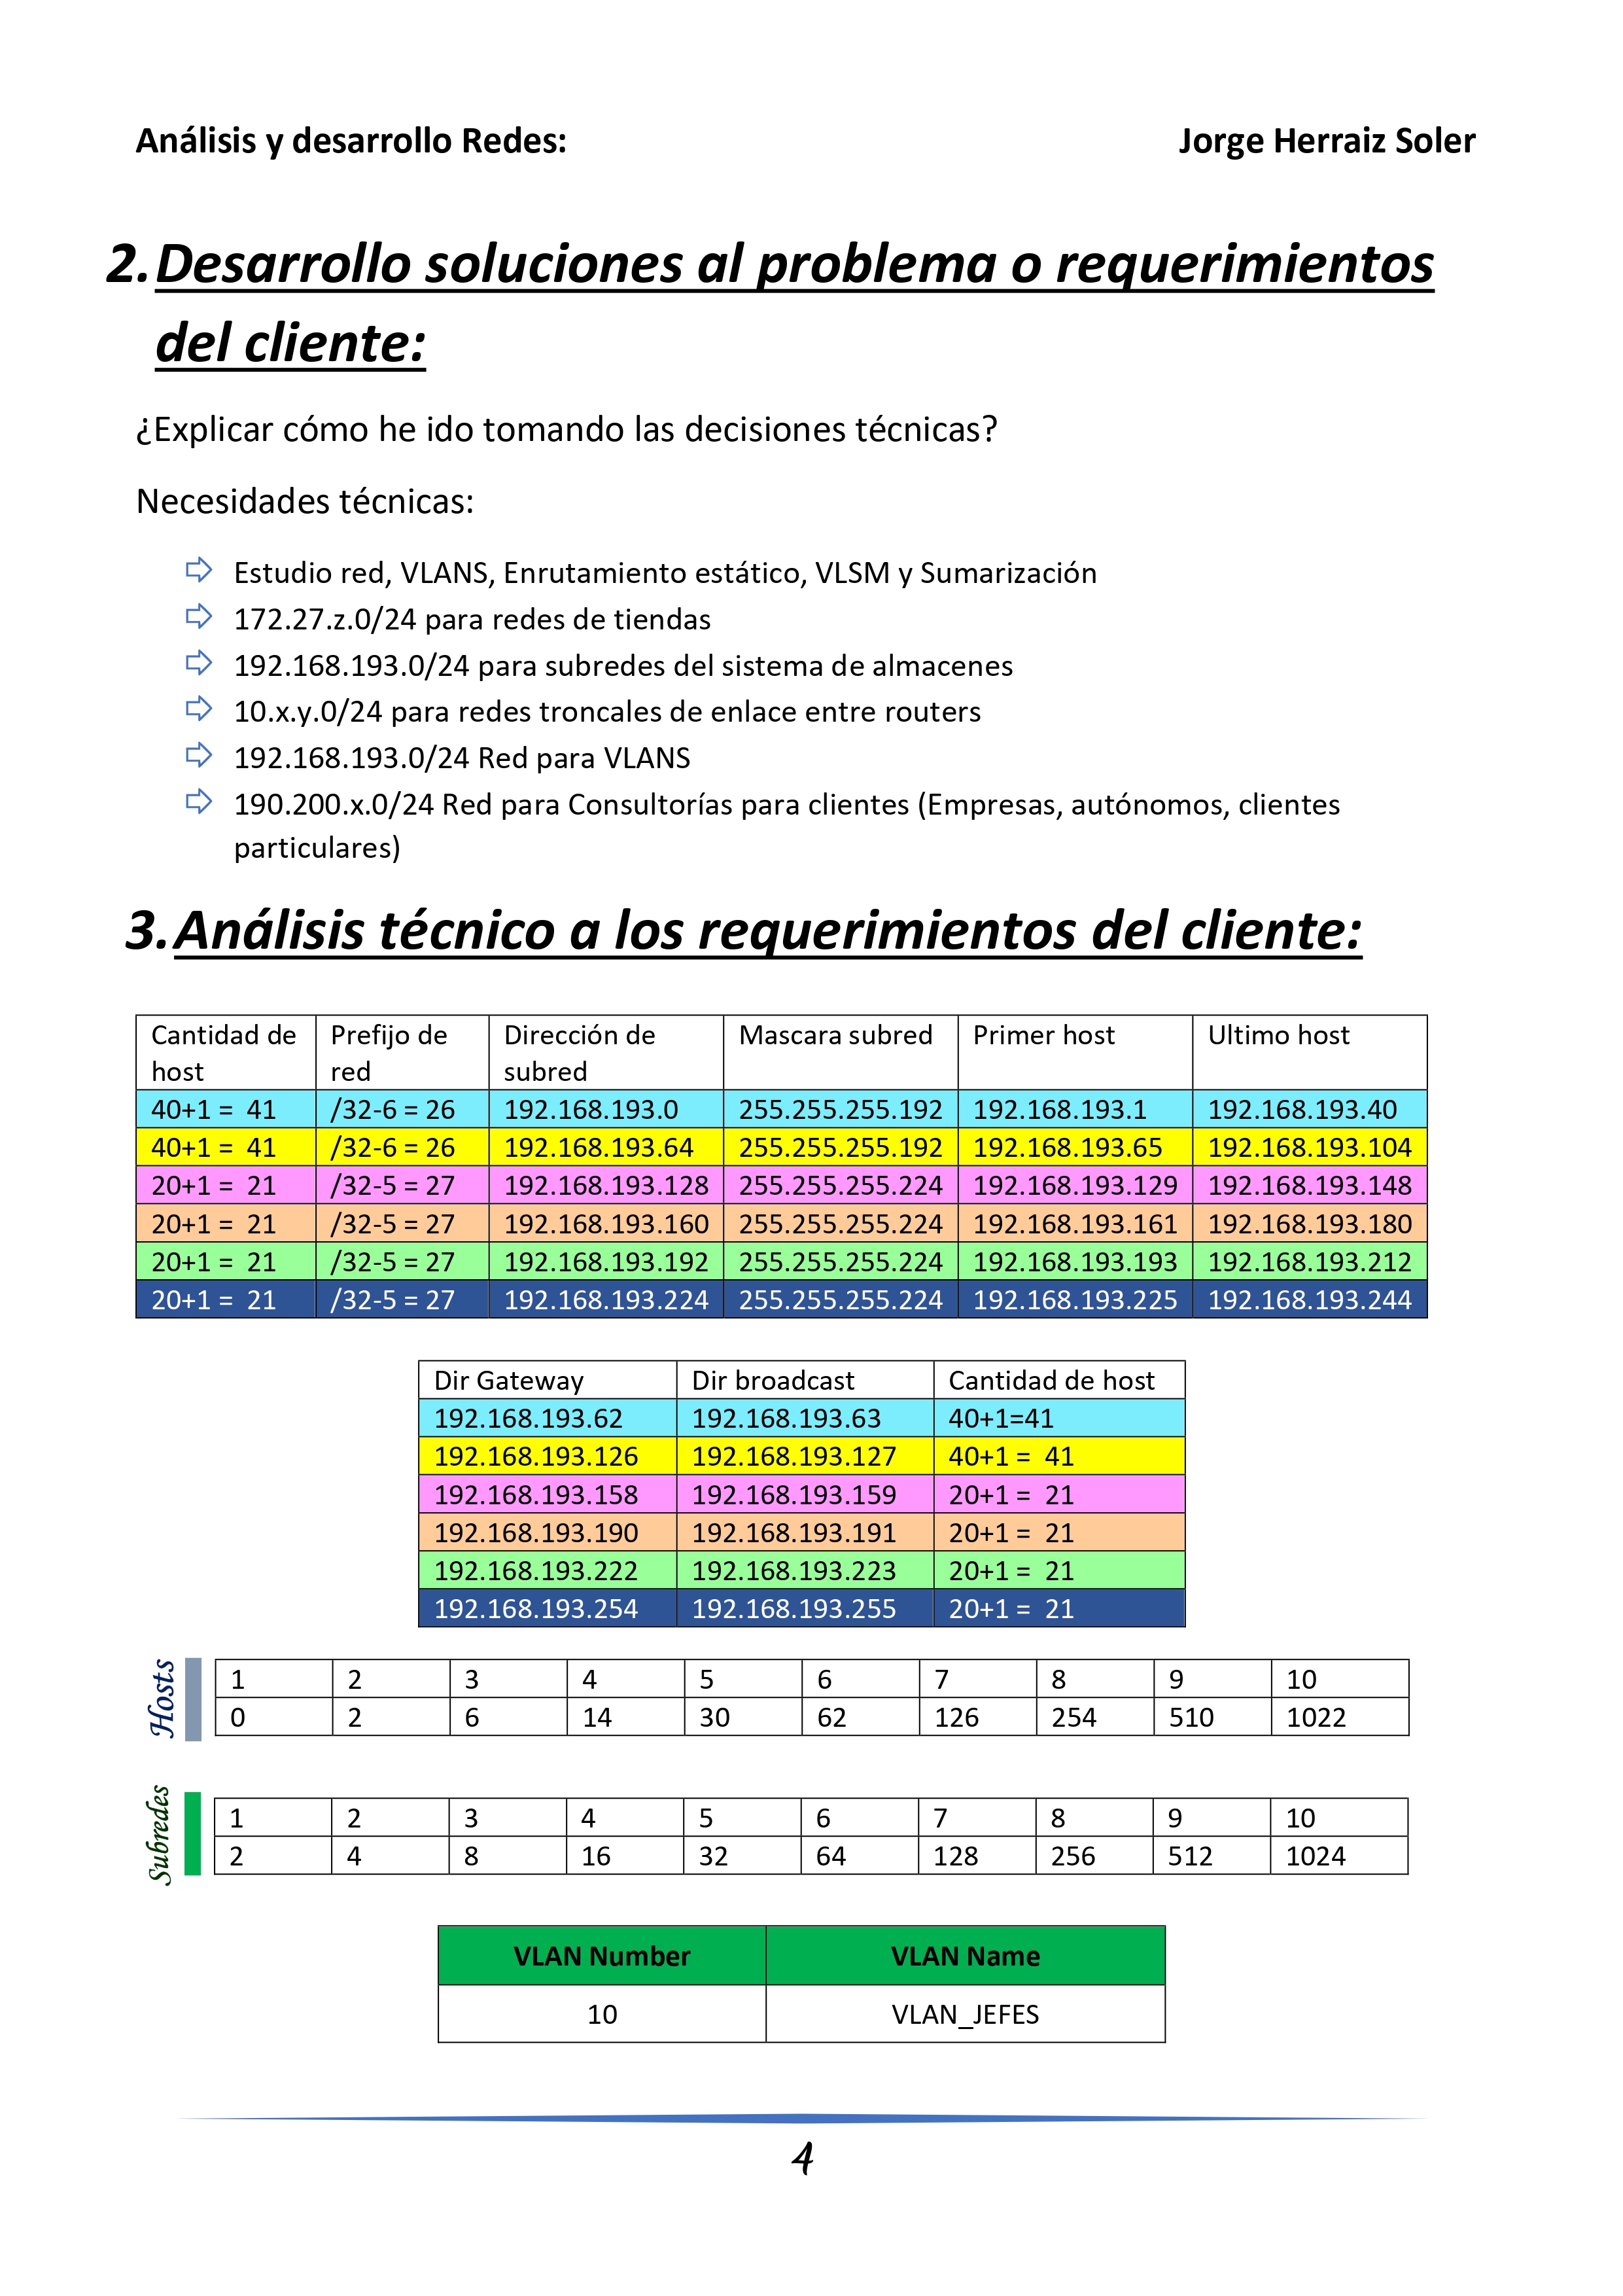 Análisis y desarrollo Redes: Jorge Herraiz Soler
2. Desarrollo soluciones al problema o requerimientos
del cliente:
¿Explicar cómo he ido tomando las decisiones técnicas?
Necesidades técnicas:
Estudio red, VLANS, Enrutamiento estático, VLSM y Sumarización
172.27.z.0/24 para redes de tiendas
192.168.193.0/24 para subredes del sistema de almacenes
10.x.y.0/24 para redes troncales de enlace entre routers
192.168.193.0/24 Red para VLANS
190.200.x.0/24 Red para Consultorías para clientes (Empresas, autónomos, clientes
particulares)
3. Análisis técnico a los requerimientos del cliente:
Cantidad de host Prefijo de red Dirección de subred Mascara subred Primer host Ultimo host
40+1 = 41 /32-6 = 26 192.168.193.0 255.255.255.192 192.168.193.1 192.168.193.40
40+1 = 41 /32-6 = 26 192.168.193.64 255.255.255.192 192.168.193.65 192.168.193.104
20+1 = 21 /32-5 = 27 192.168.193.128 255.255.255.224 192.168.193.129 192.168.193.148
20+1 = 21 /32-5 = 27 192.168.193.160 255.255.255.224 192.168.193.161 192.168.193.180
20+1 = 21 /32-5 = 27 192.168.193.192 255.255.255.224 192.168.193.193 192.168.193.212
20+1 = 21 /32-5 = 27 192.168.193.224 255.255.255.224 192.168.193.225 192.168.193.244
Dir Gateway Dir broadcast Cantidad de host
192.168.193.62 192.168.193.63 40+1=41
192.168.193.126 192.168.193.127 40+1 = 41
192.168.193.158 192.168.193.159 20+1 = 21
192.168.193.190 192.168.193.191 20+1 = 21
192.168.193.222 192.168.193.223 20+1 = 21
192.168.193.254 192.168.193.255 20+1 = 21
Hosts
1 2 3 4 5 6 7 8 9 10
0 2 6 14 30 62 126 254 510 1022
Subredes
1 2 3 4 5 6 7 8 9 10
2 4 8 16 32 64 128 256 512 1024
VLAN Number VLAN Name
10 VLAN_JEFES
4